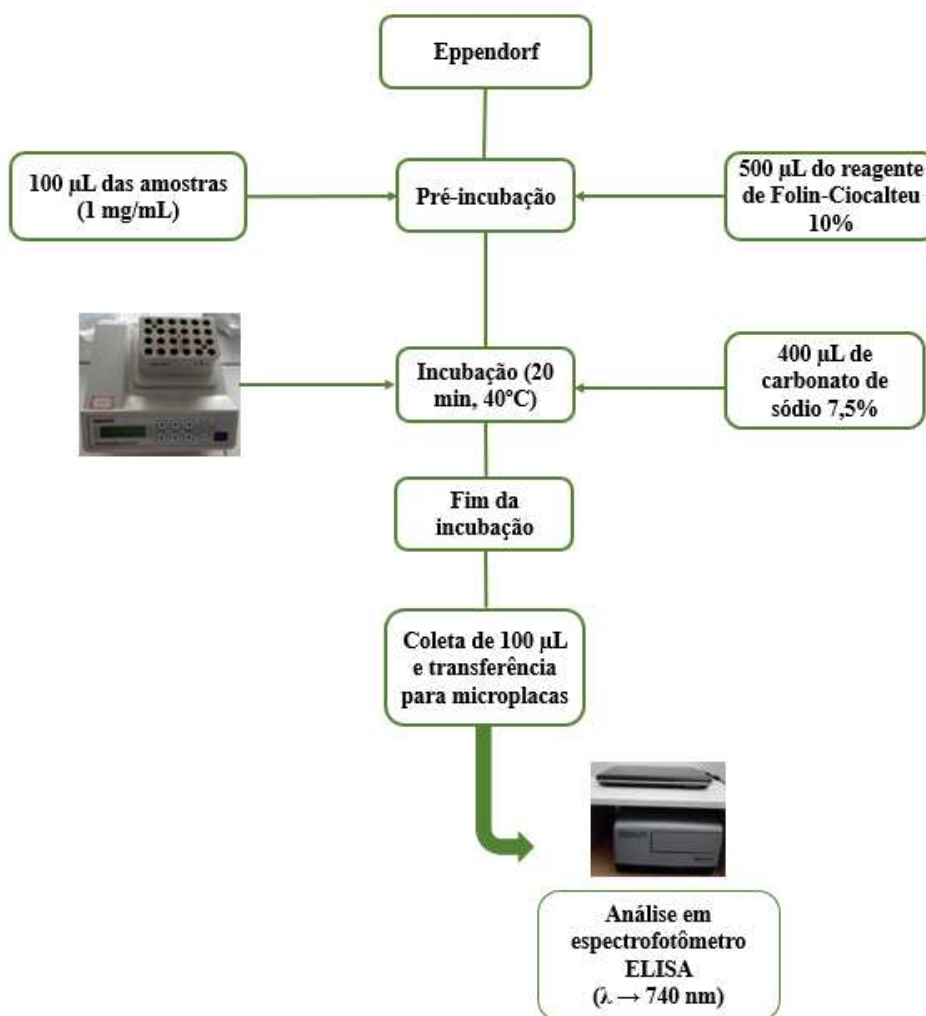 Eppendorf
100 µL das amostras
(1 mg/mL)
Pré-incubação
500 µL do reagente
de Folin-Ciocalteu
10%
Incubação (20
min, 40°C)
400 µL de
carbonato de
sódio 7,5%
Fim da
incubação
Coleta de 100 µL
e transferência
para microplacas
Análise em
espectrofotômetro
ELISA
(λ → 740 nm)